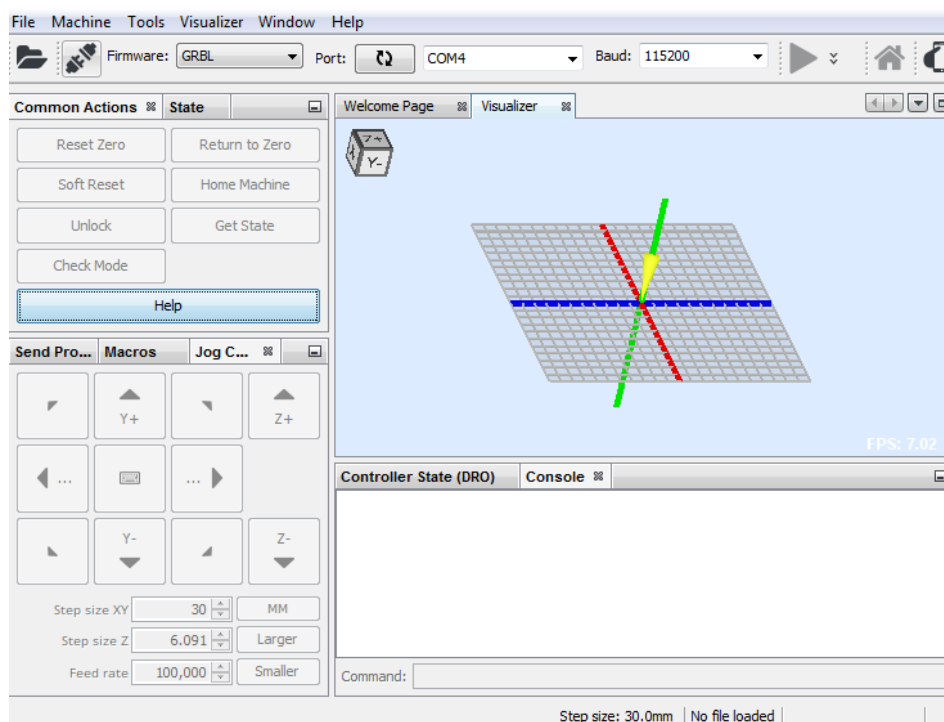 File Machine Tools Visualizer Window Help
Firmware: GRBL Port: COM4 Baud: 115200
Common Actions State
Reset Zero Return to Zero
Soft Reset Home Machine
Unlock Get State
Check Mode
Help
Welcome Page Visualizer
Z+
Y-
FPS: 7.02
Send Pro... Macros Jog C...
Y+ Z+
... ...
Y- Z-
Step size XY 30 MM
Step size Z 6.091 Larger
Feed rate 100,000 Smaller
Controller State (DRO) Console
Command:
Step size: 30.0mm No file loaded